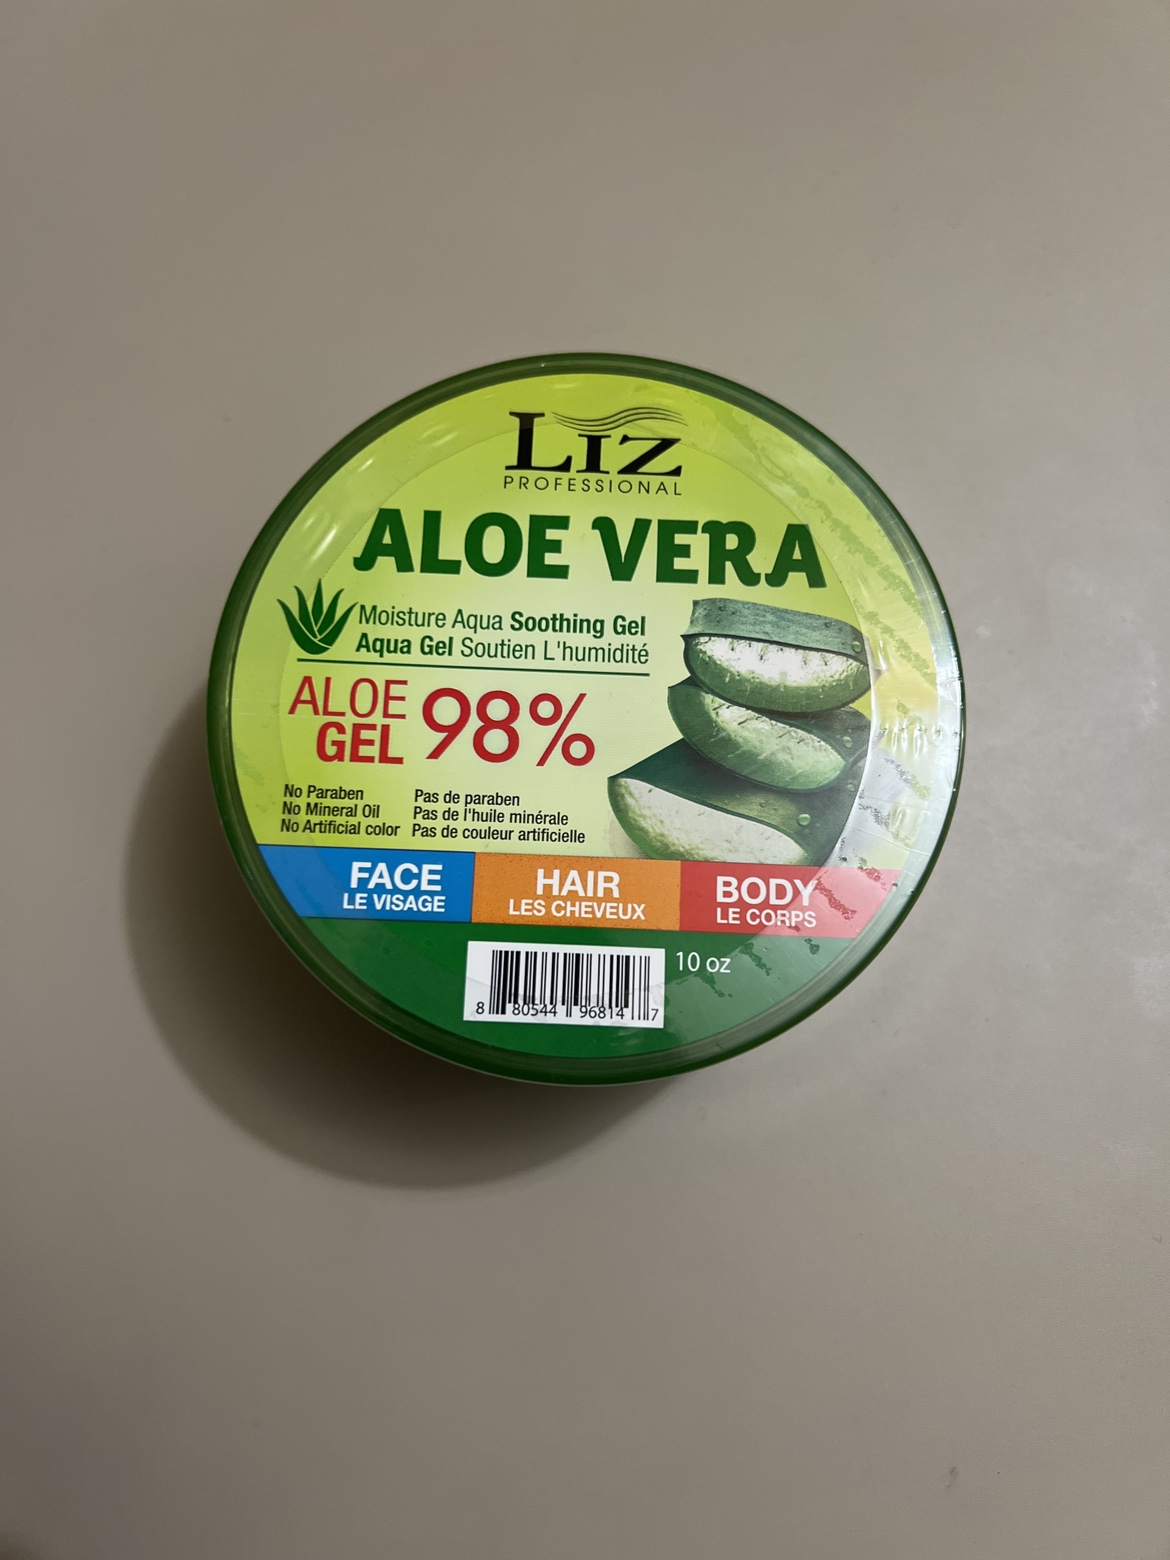 LIZ
PROFESSIONAL
ALOE VERA
Moisture Aqua Soothing Gel
Aqua Gel Soutien L'humidité
ALOE
GEL 98%
No Paraben
No Mineral Oil
No Artificial color
Pas de paraben
Pas de l'huile minérale
Pas de couleur artificielle
FACE
LE VISAGE
HAIR
LES CHEVEUX
BODY
LE CORPS
10 oz
8 80544 96814 7